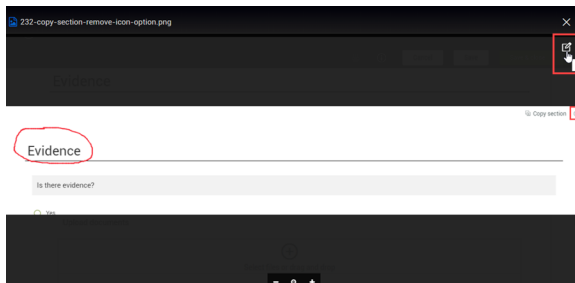 232-copy-section-remove-icon-option.png
Evidence
Copy section
Evidence
Is there evidence?
Yes